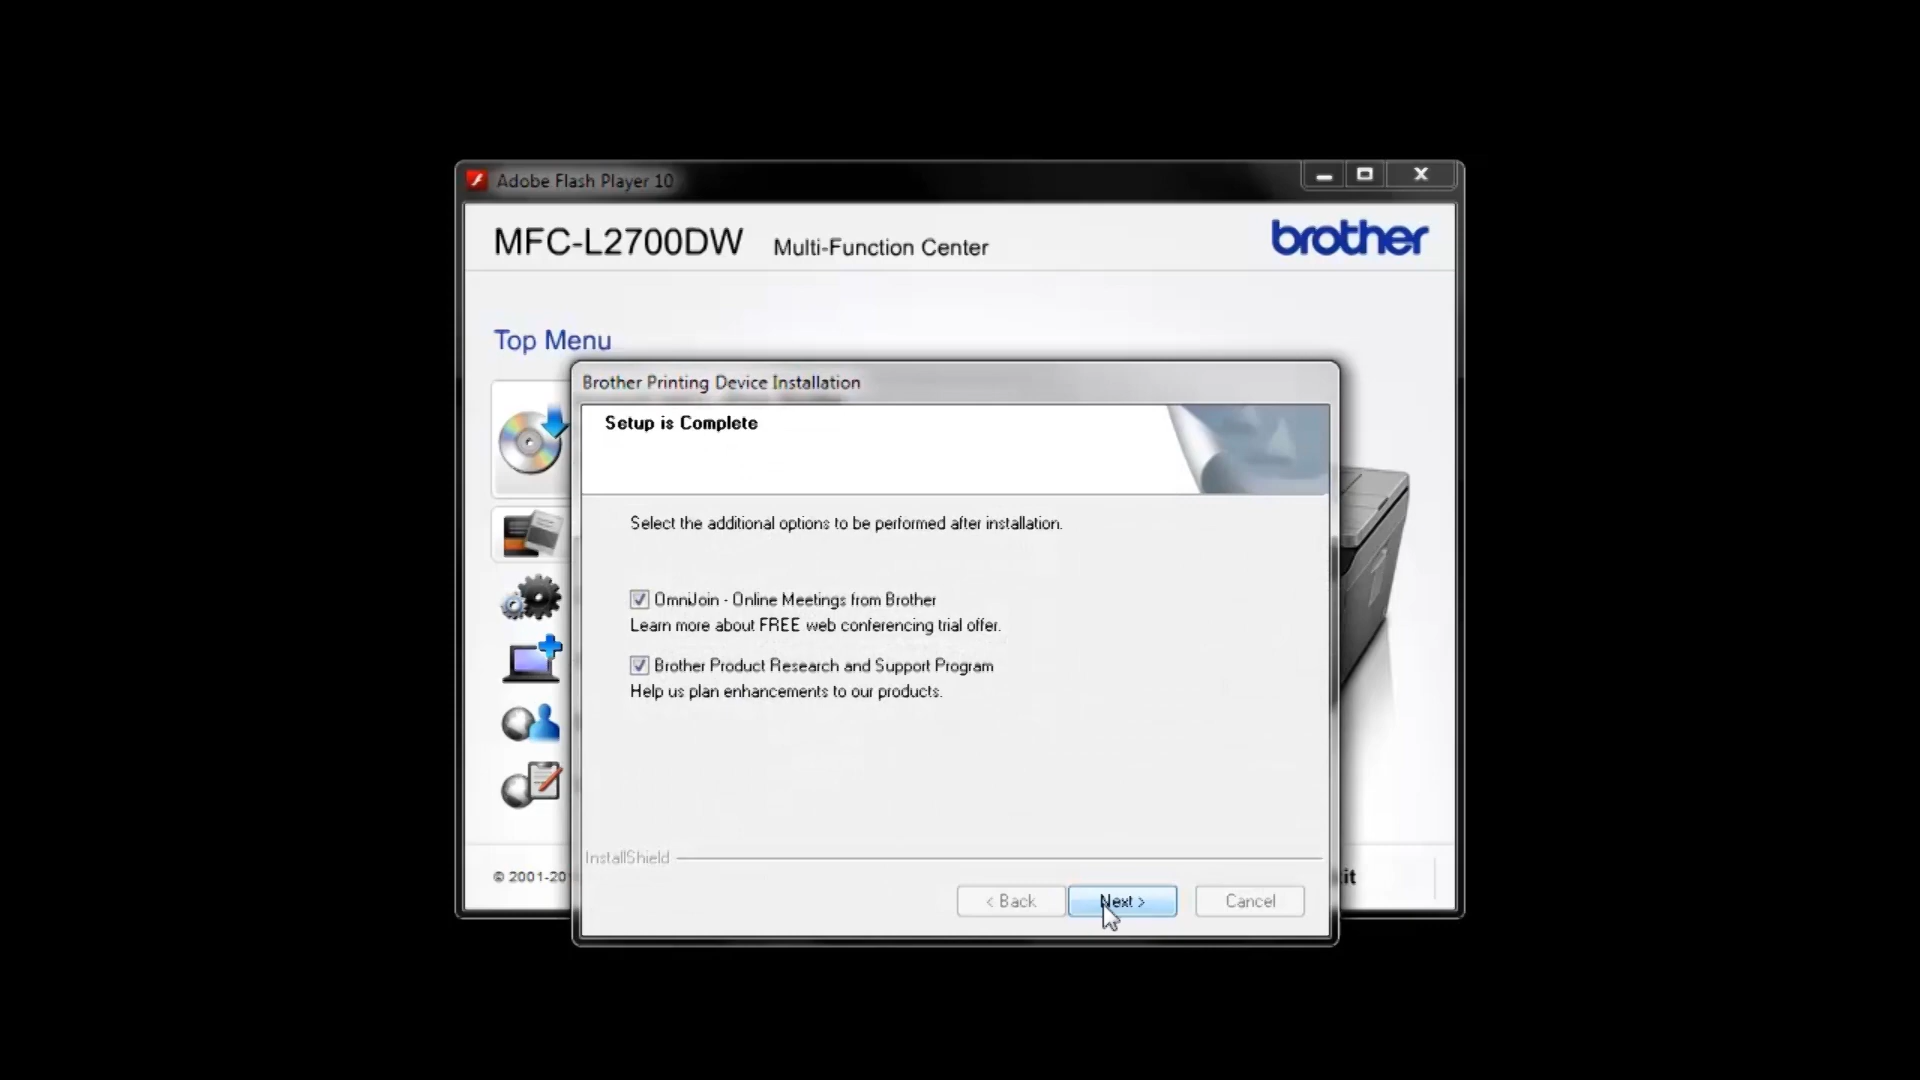 Adobe Flash Player 10
MFC-L2700DW Multi-Function Center brother
Top Menu
Brother Printing Device Installation
Setup is Complete
Select the additional options to be performed after installation.
OmniJoin - Online Meetings from Brother
Learn more about FREE web conferencing trial offer.
Brother Product Research and Support Program
Help us plan enhancements to our products.
InstallShield
© 2001-20
< Back Next > Cancel